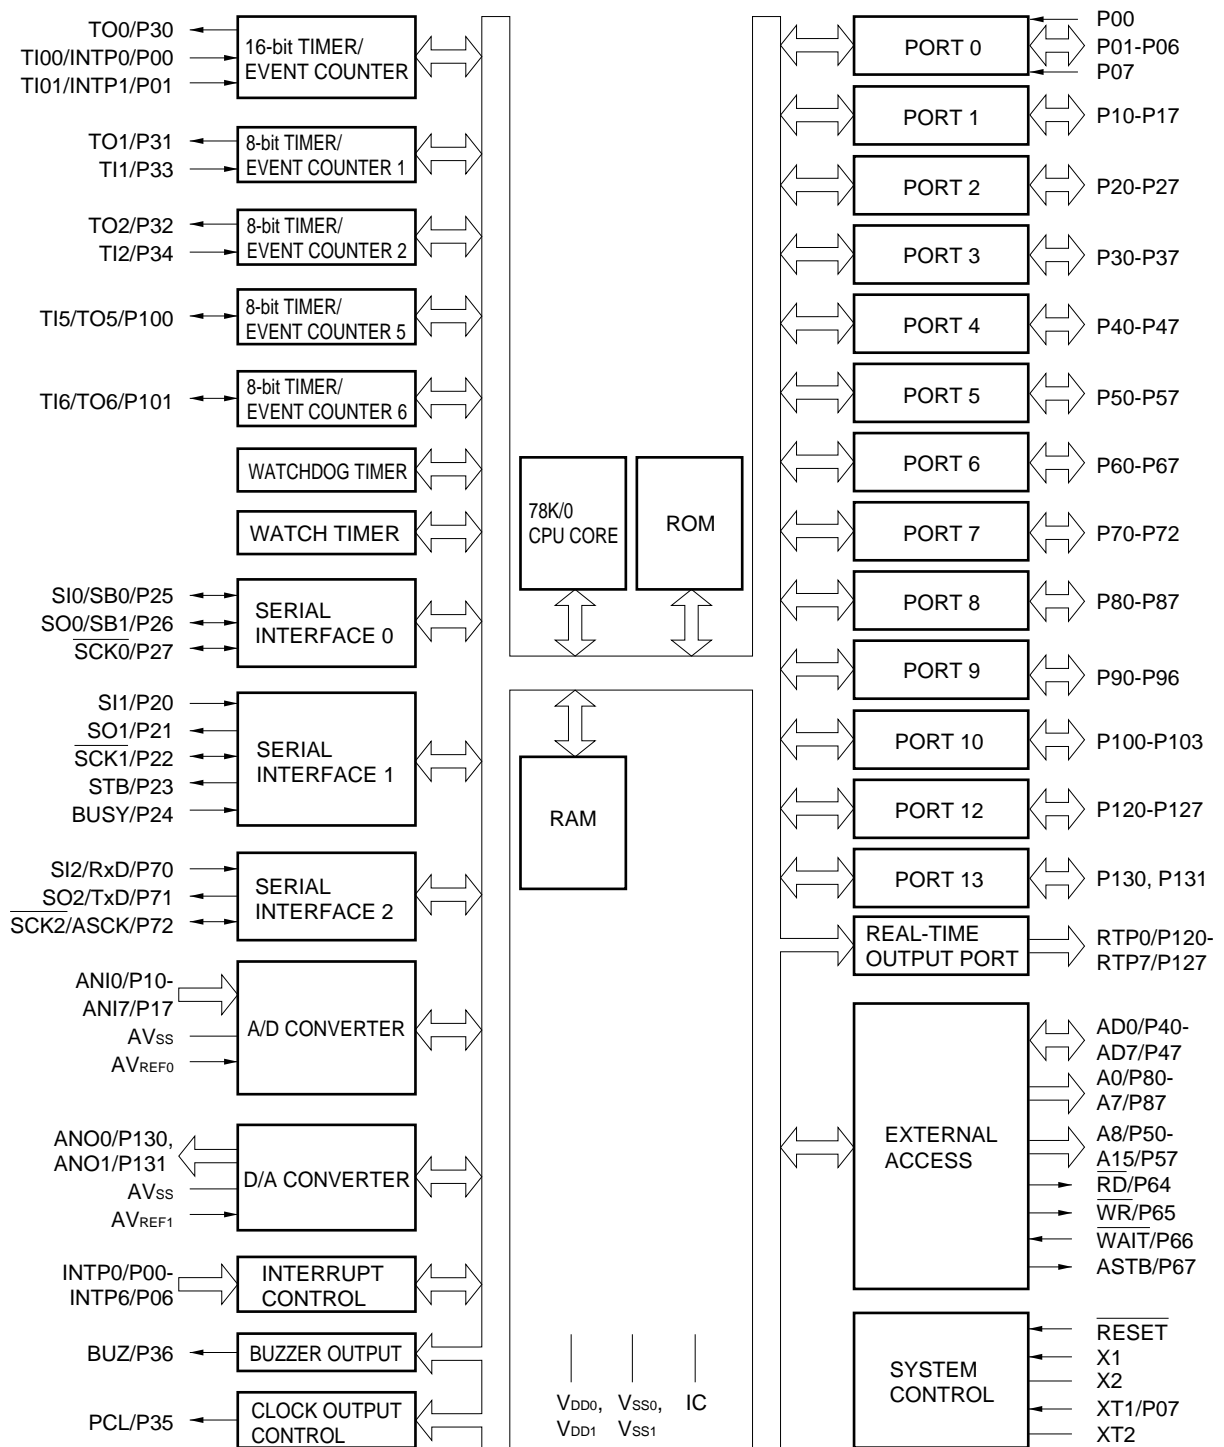 TO0/P30
TI00/INTP0/P00
TI01/INTP1/P01
16-bit TIMER/
EVENT COUNTER
TO1/P31
TI1/P33
8-bit TIMER/
EVENT COUNTER 1
TO2/P32
TI2/P34
8-bit TIMER/
EVENT COUNTER 2
TI5/TO5/P100
8-bit TIMER/
EVENT COUNTER 5
TI6/TO6/P101
8-bit TIMER/
EVENT COUNTER 6
WATCHDOG TIMER
WATCH TIMER
SI0/SB0/P25
SO0/SB1/P26
SCK0/P27
SERIAL
INTERFACE 0
SI1/P20
SO1/P21
SCK1/P22
STB/P23
BUSY/P24
SERIAL
INTERFACE 1
SI2/RxD/P70
SO2/TxD/P71
SCK2/ASCK/P72
SERIAL
INTERFACE 2
ANI0/P10-
ANI7/P17
AVSS
AVREF0
A/D CONVERTER
ANO0/P130,
ANO1/P131
AVSS
AVREF1
D/A CONVERTER
INTP0/P00-
INTP6/P06
INTERRUPT
CONTROL
BUZ/P36
BUZZER OUTPUT
PCL/P35
CLOCK OUTPUT
CONTROL
78K/0
CPU CORE
ROM
RAM
VDD0,
VDD1
VSS0,
VSS1
IC
PORT 0
P00
P01-P06
P07
PORT 1
P10-P17
PORT 2
P20-P27
PORT 3
P30-P37
PORT 4
P40-P47
PORT 5
P50-P57
PORT 6
P60-P67
PORT 7
P70-P72
PORT 8
P80-P87
PORT 9
P90-P96
PORT 10
P100-P103
PORT 12
P120-P127
PORT 13
P130, P131
REAL-TIME
OUTPUT PORT
RTP0/P120-
RTP7/P127
EXTERNAL
ACCESS
AD0/P40-
AD7/P47
A0/P80-
A7/P87
A8/P50-
A15/P57
RD/P64
WR/P65
WAIT/P66
ASTB/P67
SYSTEM
CONTROL
RESET
X1
X2
XT1/P07
XT2